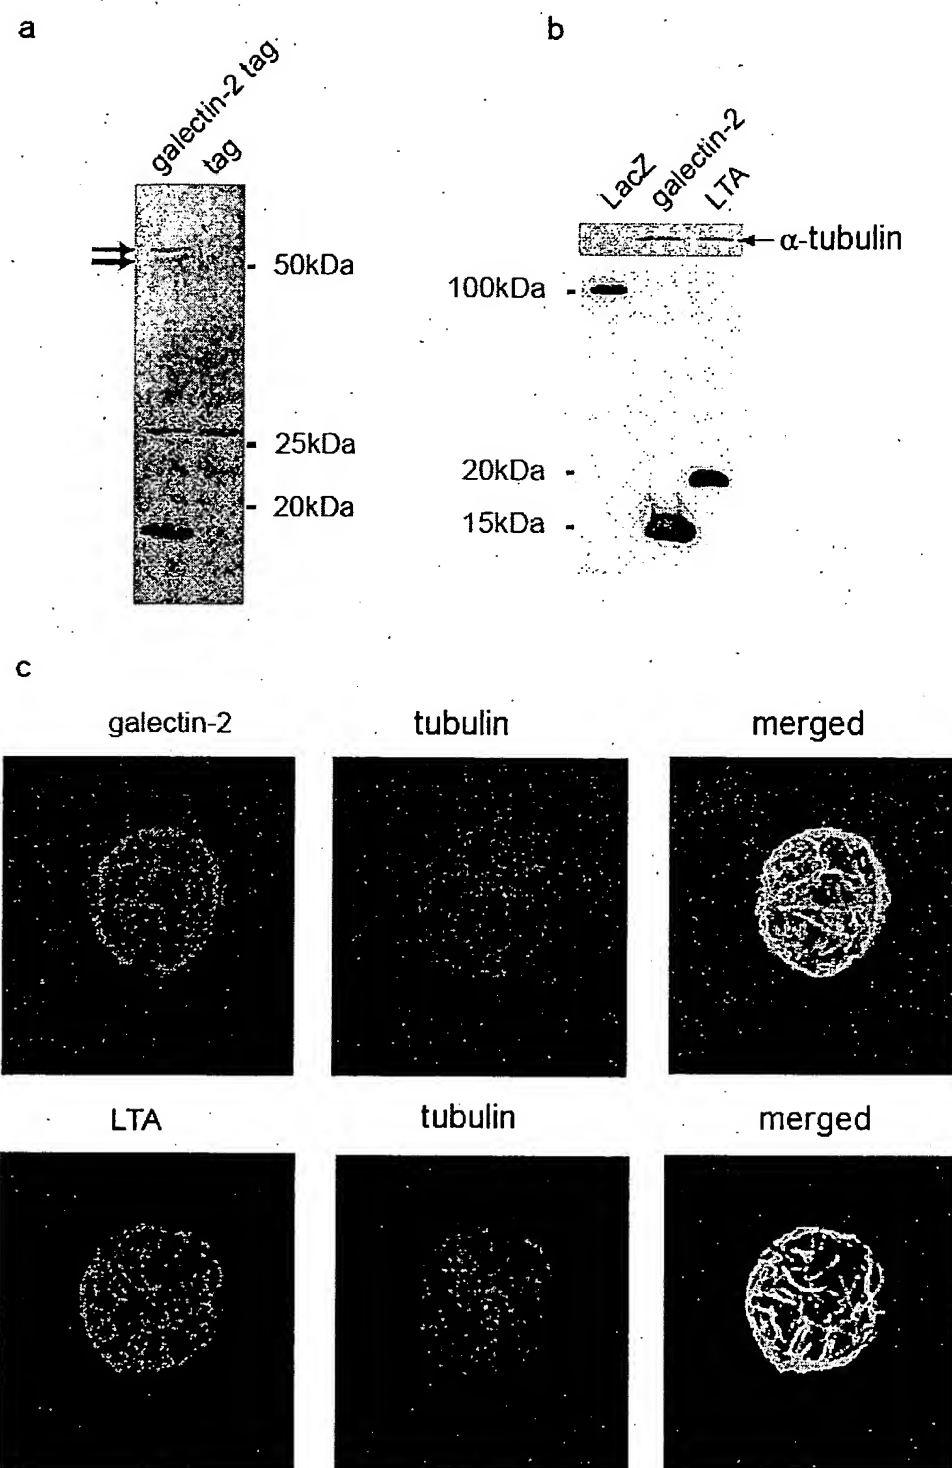 a
galectin-2 tag
tag
50kDa
25kDa
20kDa
b
LacZ
galectin-2
LTA
α-tubulin
100kDa
20kDa
15kDa
c
galectin-2 tubulin merged
LTA tubulin merged